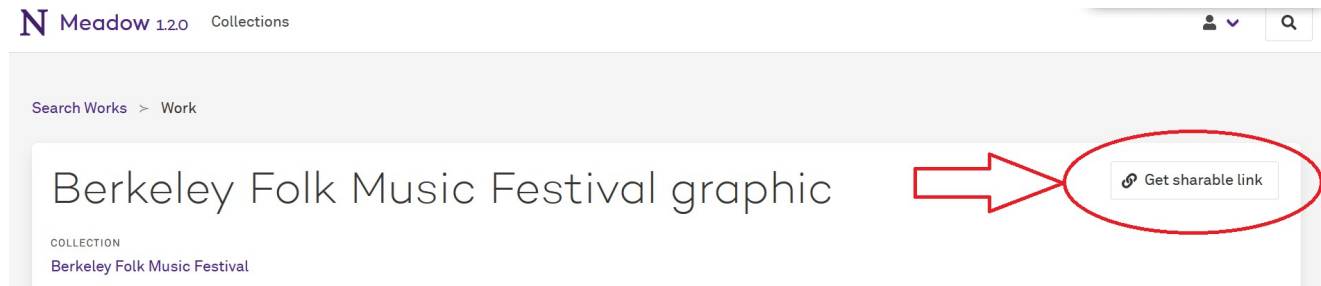 N Meadow 1.2.0 Collections
Search Works > Work
Berkeley Folk Music Festival graphic
Get sharable link
COLLECTION
Berkeley Folk Music Festival